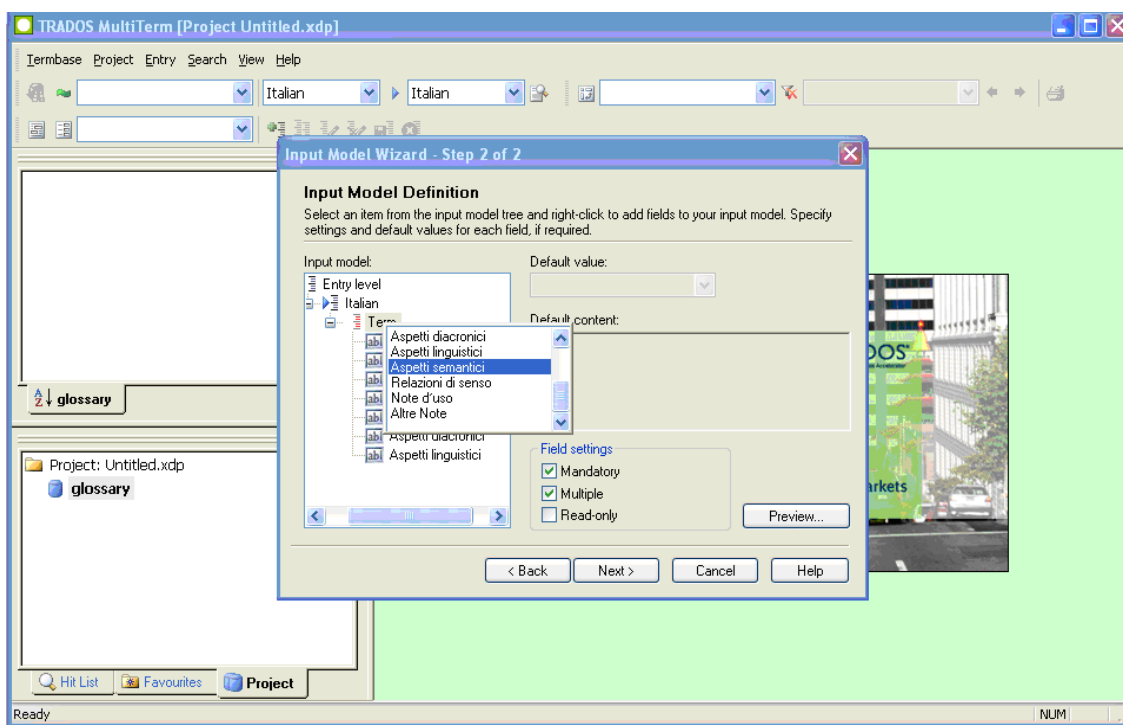 TRADOS MultiTerm [Project Untitled.xdp]
Termbase Project Entry Search View Help
Italian Italian
Input Model Wizard - Step 2 of 2
Input Model Definition
Select an item from the input model tree and right-click to add fields to your input model. Specify
settings and default values for each field, if required.
Input model:
Default value:
Entry level
Italian
Term
Default content:
Aspetti diacronici
Aspetti linguistici
Aspetti semantici
Relazioni di senso
Note d'uso
Altre Note
Aspetti diacronici
Aspetti linguistici
Field settings
Mandatory
Multiple
Read-only
Preview...
< Back Next > Cancel Help
glossary
Project: Untitled.xdp
glossary
Hit List Favourites Project
DOS
arkets
Ready NUM